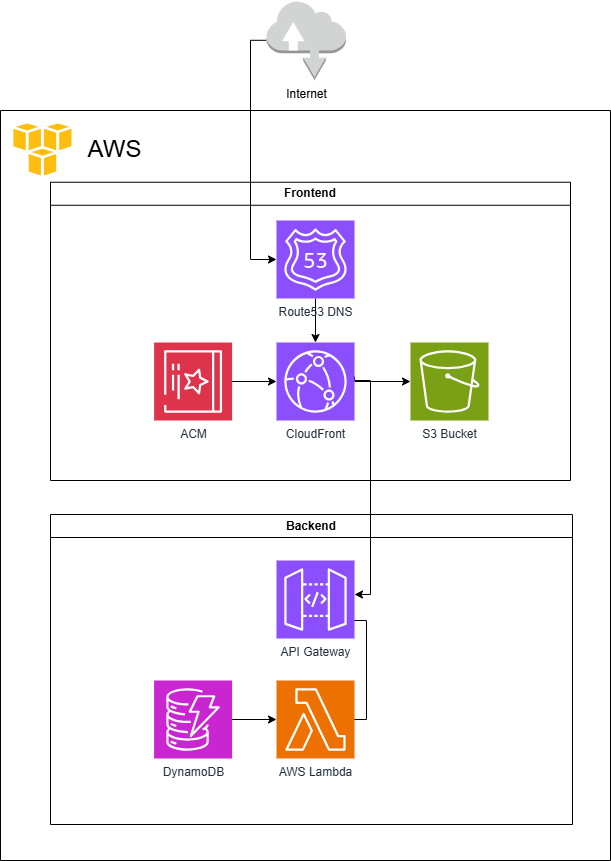 Internet
AWS
Frontend
53
Route53 DNS
ACM
CloudFront
S3 Bucket
Backend
</>
API Gateway
DynamoDB
AWS Lambda